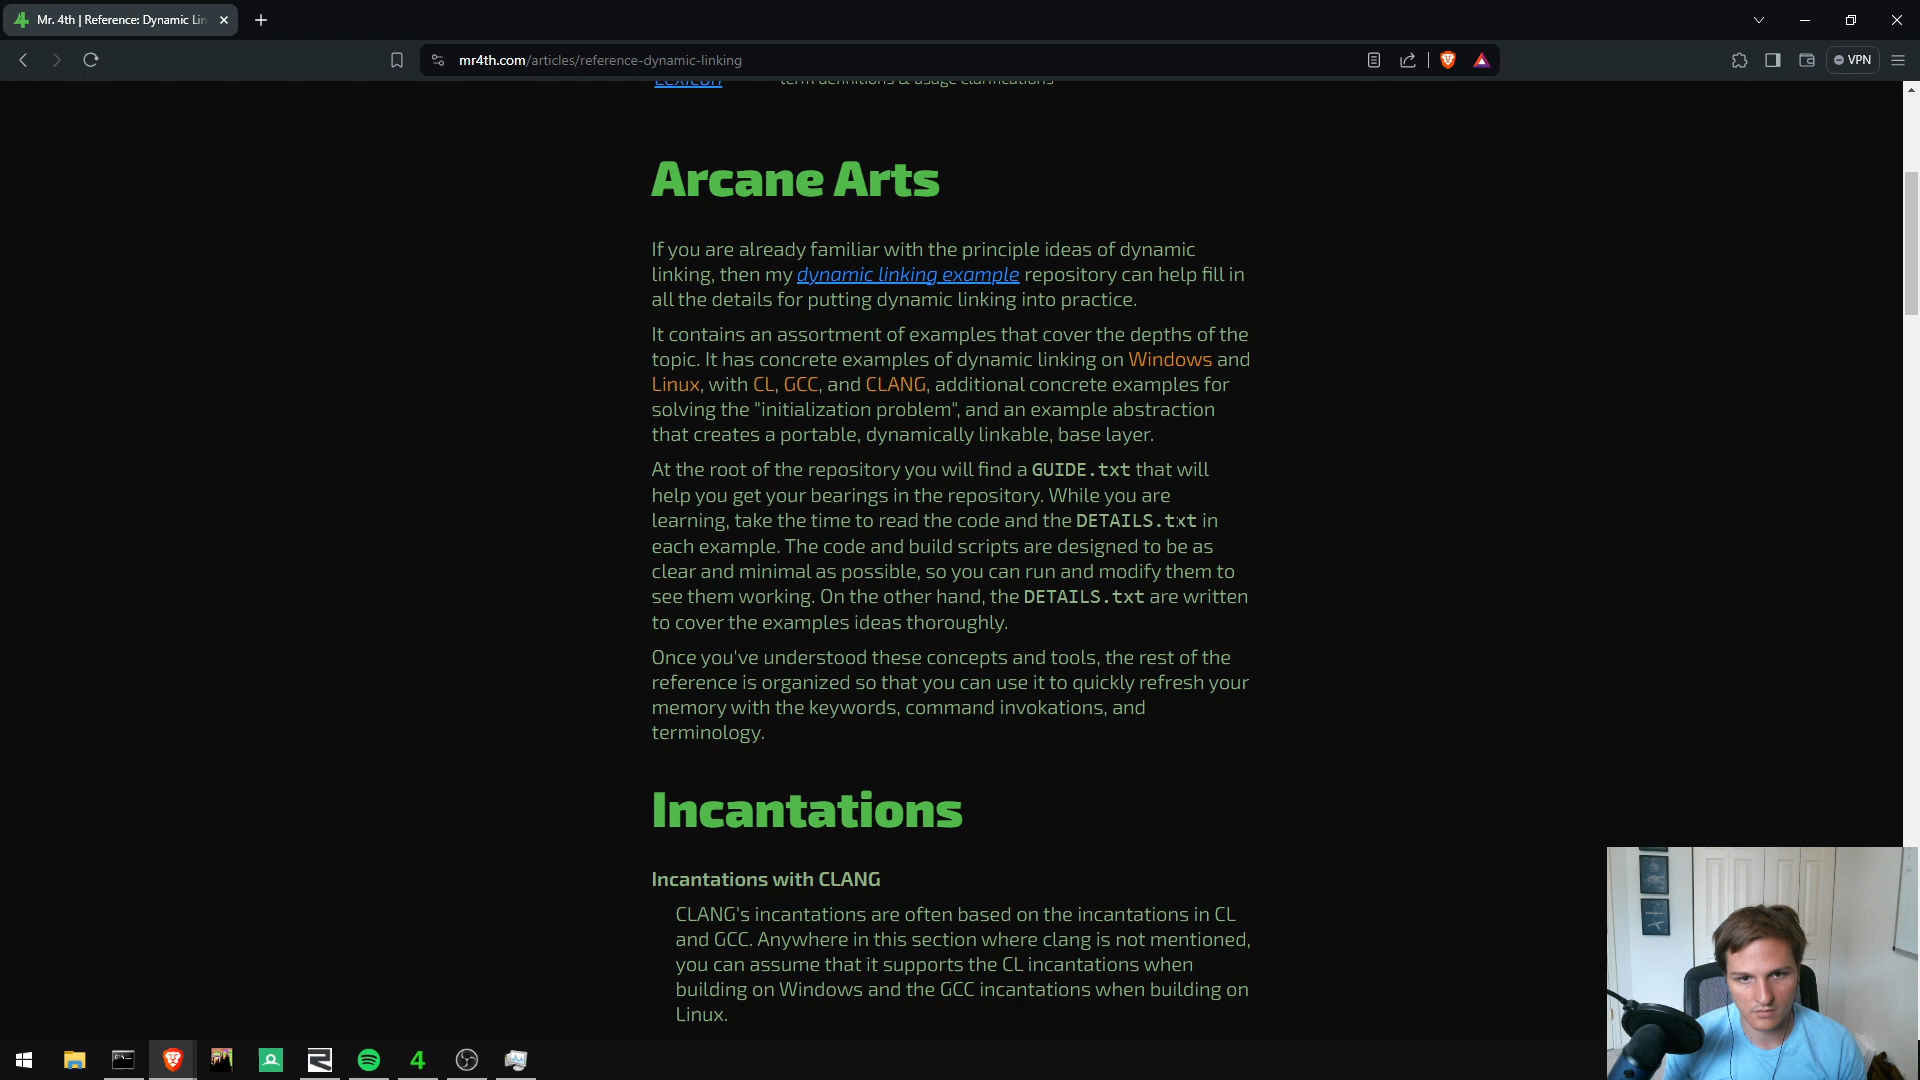 Mr. 4th | Reference: Dynamic Lin
mr4th.com/articles/reference-dynamic-linking
VPN
Lexicon term definitions & usage clarifications
Arcane Arts
If you are already familiar with the principle ideas of dynamic
linking, then my dynamic linking example repository can help fill in
all the details for putting dynamic linking into practice.
It contains an assortment of examples that cover the depths of the
topic. It has concrete examples of dynamic linking on Windows and
Linux, with CL, GCC, and CLANG, additional concrete examples for
solving the "initialization problem", and an example abstraction
that creates a portable, dynamically linkable, base layer.
At the root of the repository you will find a GUIDE.txt that will
help you get your bearings in the repository. While you are
learning, take the time to read the code and the DETAILS.txt in
each example. The code and build scripts are designed to be as
clear and minimal as possible, so you can run and modify them to
see them working. On the other hand, the DETAILS.txt are written
to cover the examples ideas thoroughly.
Once you've understood these concepts and tools, the rest of the
reference is organized so that you can use it to quickly refresh your
memory with the keywords, command invokations, and
terminology.
Incantations
Incantations with CLANG
CLANG's incantations are often based on the incantations in CL
and GCC. Anywhere in this section where clang is not mentioned,
you can assume that it supports the CL incantations when
building on Windows and the GCC incantations when building on
Linux.